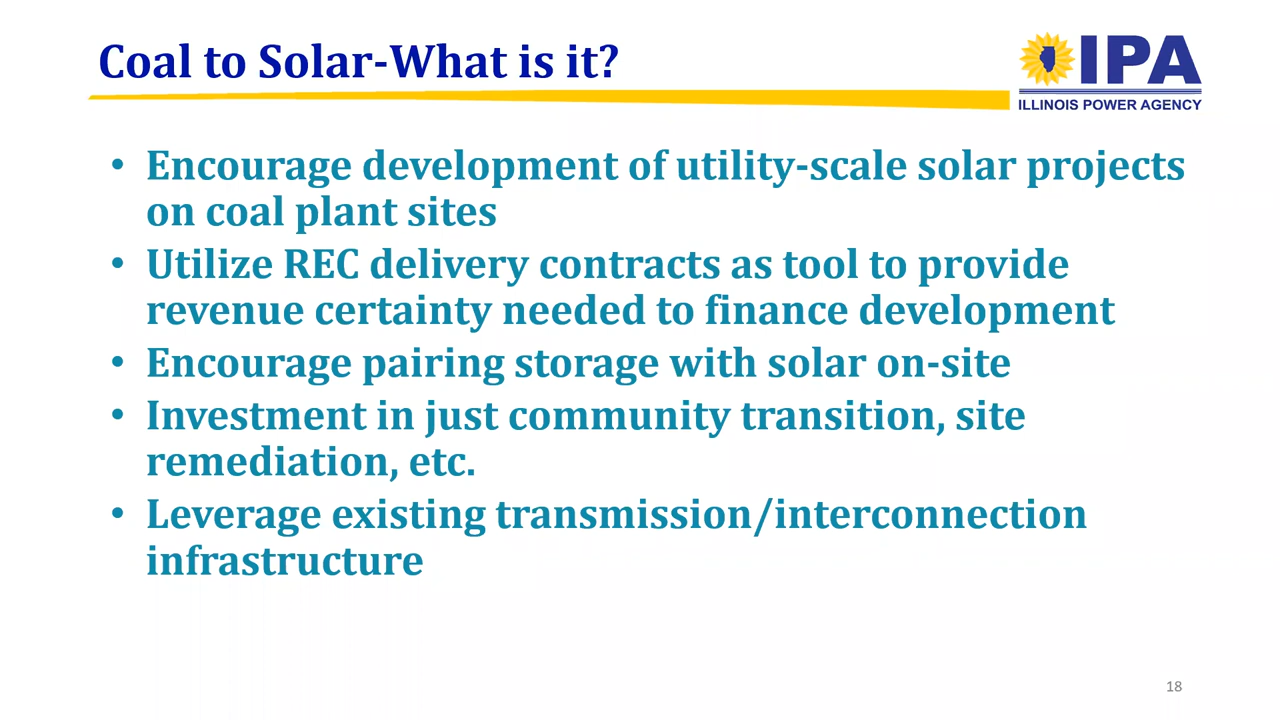 Coal to Solar-What is it?
IPA
ILLINOIS POWER AGENCY
• Encourage development of utility-scale solar projects
on coal plant sites
• Utilize REC delivery contracts as tool to provide
revenue certainty needed to finance development
• Encourage pairing storage with solar on-site
• Investment in just community transition, site
remediation, etc.
• Leverage existing transmission/interconnection
infrastructure
18